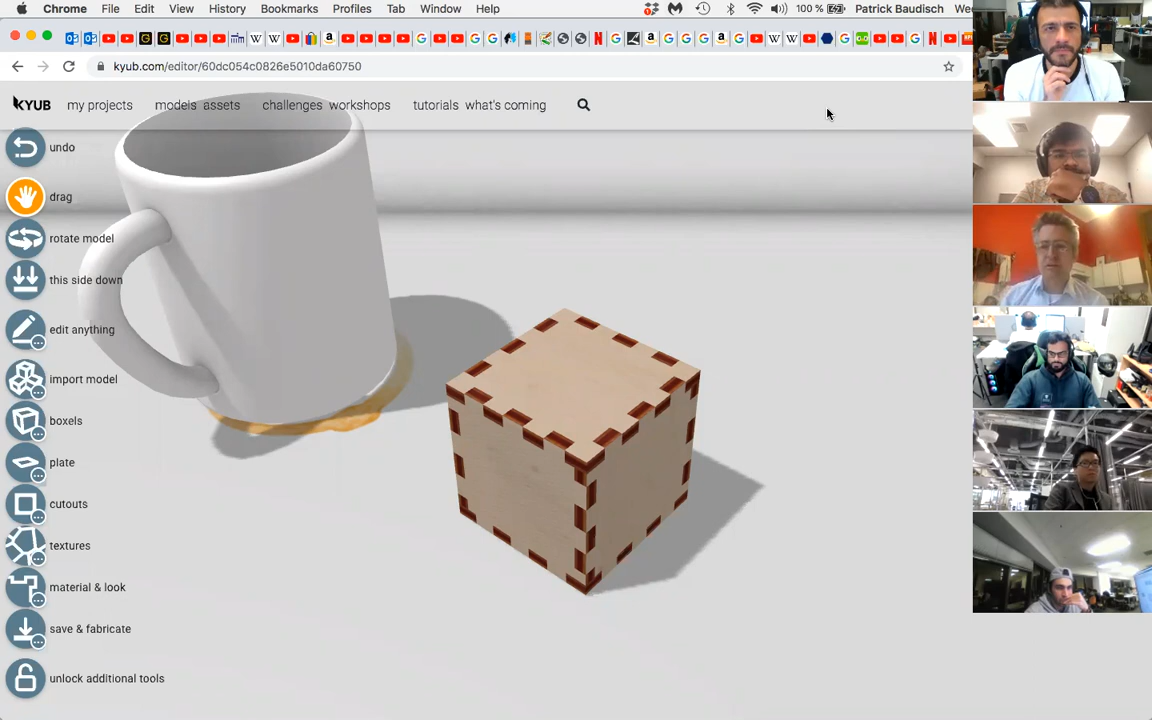 Chrome File Edit View History Bookmarks Profiles Tab Window Help 100 % Patrick Baudisch
kyub.com/editor/60dc054c0826e5010da60750
KYUB my projects models assets challenges workshops tutorials what's coming
undo
drag
rotate model
this side down
edit anything
import model
boxels
plate
cutouts
textures
material & look
save & fabricate
unlock additional tools